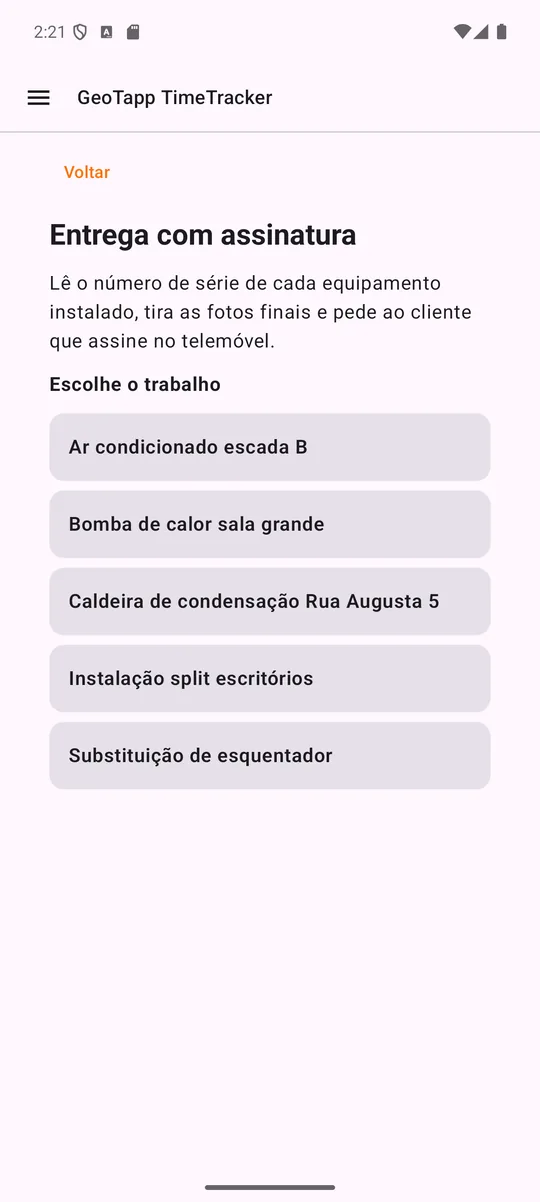 2:21
GeoTapp TimeTracker
Voltar
Entrega com assinatura
Lê o número de série de cada equipamento
instalado, tira as fotos finais e pede ao cliente
que assine no telemóvel.
Escolhe o trabalho
Ar condicionado escada B
Bomba de calor sala grande
Caldeira de condensação Rua Augusta 5
Instalação split escritórios
Substituição de esquentador